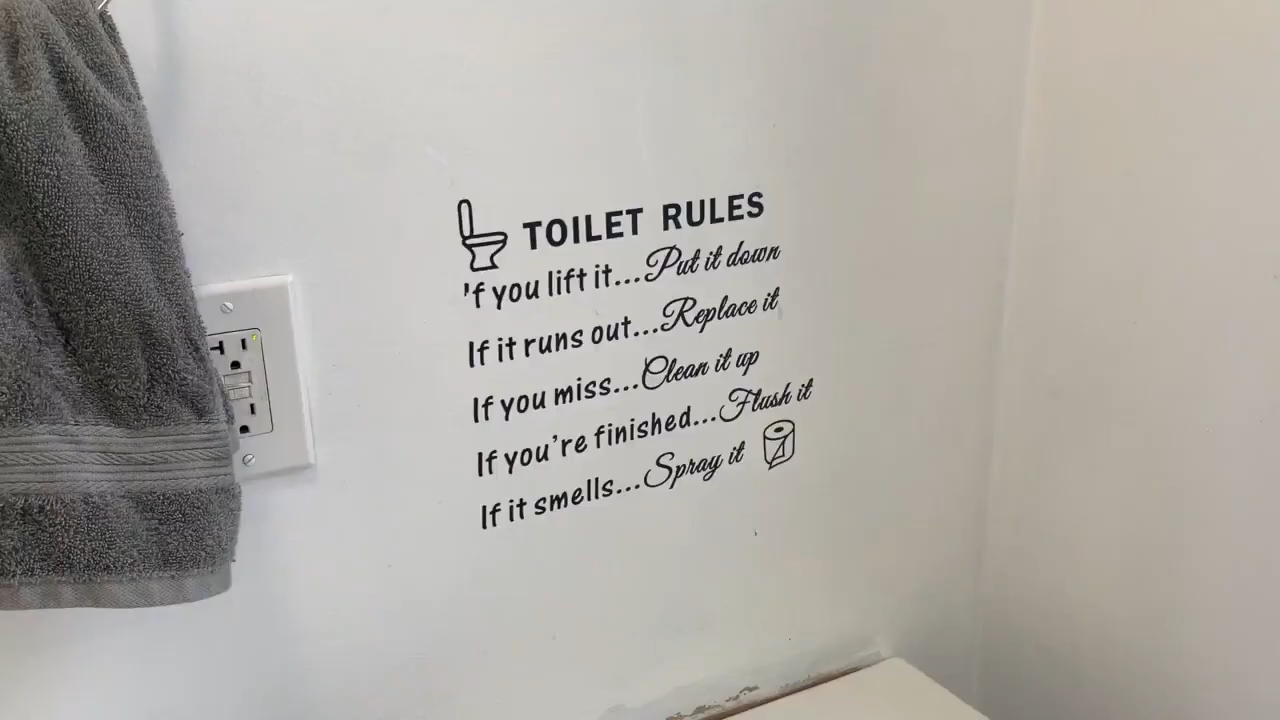 TOILET RULES
'f you lift it...Put it down
If it runs out...Replace it
If you miss...Clean it up
If you're finished...Flush it
If it smells...Spray it